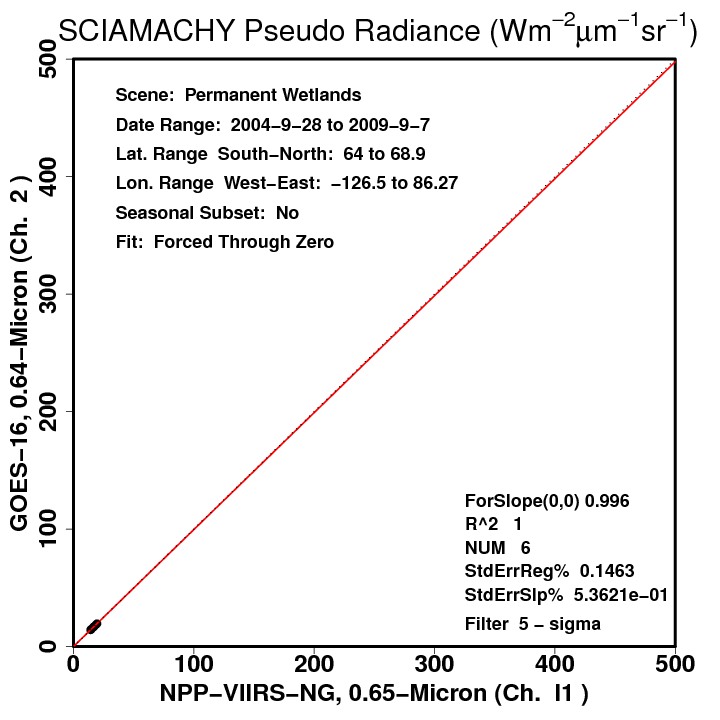 SCIAMACHY Pseudo Radiance (Wm⁻²μm⁻¹sr⁻¹)
500
400
300
200
100
0
GOES−16, 0.64−Micron (Ch. 2 )
Scene: Permanent Wetlands
Date Range: 2004−9−28 to 2009−9−7
Lat. Range South−North: 64 to 68.9
Lon. Range West−East: −126.5 to 86.27
Seasonal Subset: No
Fit: Forced Through Zero
ForSlope(0,0) 0.996
R^2 1
NUM 6
StdErrReg% 0.1463
StdErrSlp% 5.3621e−01
Filter 5 − sigma
0 100 200 300 400 500
NPP−VIIRS−NG, 0.65−Micron (Ch. I1 )